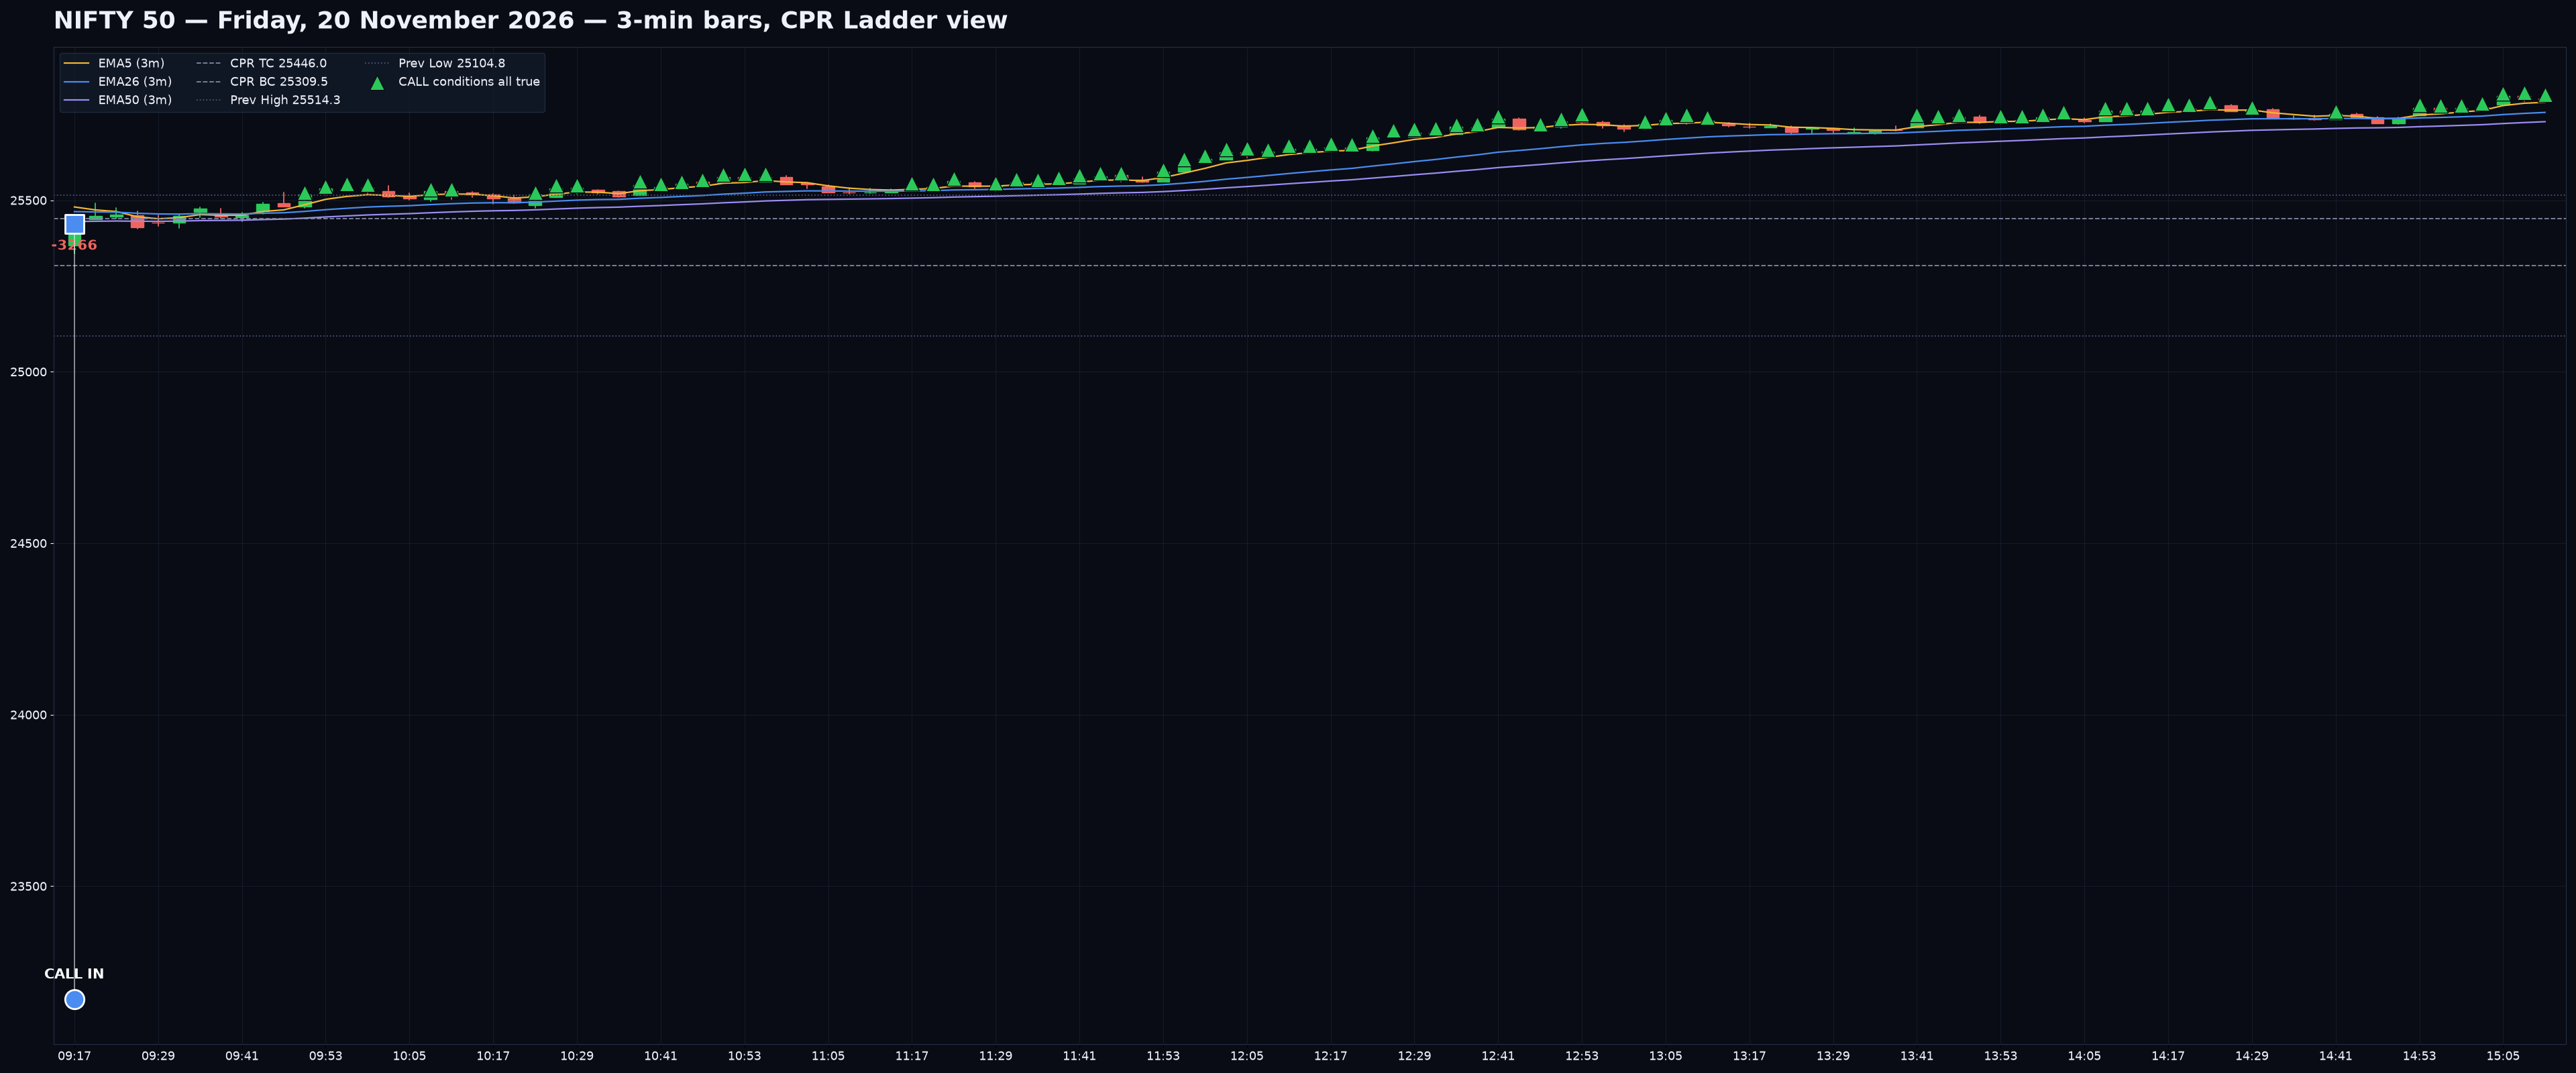 NIFTY 50 — Friday, 20 November 2026 — 3-min bars, CPR Ladder view
EMA5 (3m)
EMA26 (3m)
EMA50 (3m)
CPR TC 25446.0
CPR BC 25309.5
Prev High 25514.3
Prev Low 25104.8
CALL conditions all true
25500
25000
24500
24000
23500
-3266
CALL IN
09:17 09:29 09:41 09:53 10:05 10:17 10:29 10:41 10:53 11:05 11:17 11:29 11:41 11:53 12:05 12:17 12:29 12:41 12:53 13:05 13:17 13:29 13:41 13:53 14:05 14:17 14:29 14:41 14:53 15:05